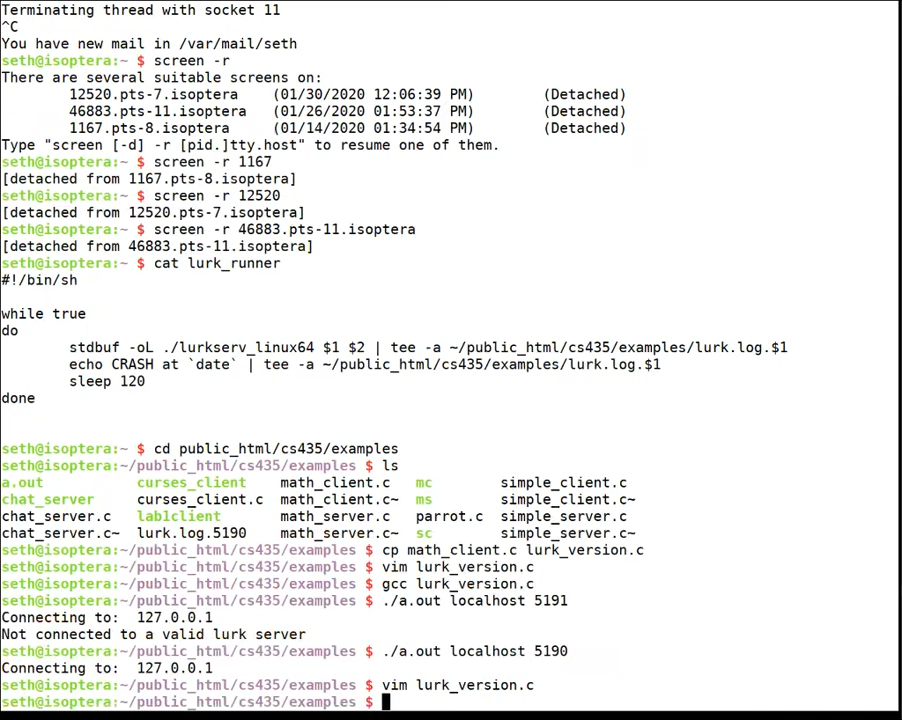 Terminating thread with socket 11
^C
You have new mail in /var/mail/seth
seth@isoptera:~ $ screen -r
There are several suitable screens on:
        12520.pts-7.isoptera    (01/30/2020 12:06:39 PM)        (Detached)
        46883.pts-11.isoptera   (01/26/2020 01:53:37 PM)        (Detached)
        1167.pts-8.isoptera     (01/14/2020 01:34:54 PM)        (Detached)
Type "screen [-d] -r [pid.]tty.host" to resume one of them.
seth@isoptera:~ $ screen -r 1167
[detached from 1167.pts-8.isoptera]
seth@isoptera:~ $ screen -r 12520
[detached from 12520.pts-7.isoptera]
seth@isoptera:~ $ screen -r 46883.pts-11.isoptera
[detached from 46883.pts-11.isoptera]
seth@isoptera:~ $ cat lurk_runner
#!/bin/sh
while true
do
        stdbuf -oL ./lurkserv_linux64 $1 $2 | tee -a ~/public_html/cs435/examples/lurk.log.$1
        echo CRASH at `date` | tee -a ~/public_html/cs435/examples/lurk.log.$1
        sleep 120
done
seth@isoptera:~ $ cd public_html/cs435/examples
seth@isoptera:~/public_html/cs435/examples $ ls
a.out           curses_client    math_client.c   mc        simple_client.c
chat_server     curses_client.c  math_client.c~  ms        simple_client.c~
chat_server.c   lab1client       math_server.c   parrot.c  simple_server.c
chat_server.c~  lurk.log.5190    math_server.c~  sc        simple_server.c~
seth@isoptera:~/public_html/cs435/examples $ cp math_client.c lurk_version.c
seth@isoptera:~/public_html/cs435/examples $ vim lurk_version.c
seth@isoptera:~/public_html/cs435/examples $ gcc lurk_version.c
seth@isoptera:~/public_html/cs435/examples $ ./a.out localhost 5191
Connecting to:  127.0.0.1
Not connected to a valid lurk server
seth@isoptera:~/public_html/cs435/examples $ ./a.out localhost 5190
Connecting to:  127.0.0.1
seth@isoptera:~/public_html/cs435/examples $ vim lurk_version.c
seth@isoptera:~/public_html/cs435/examples $